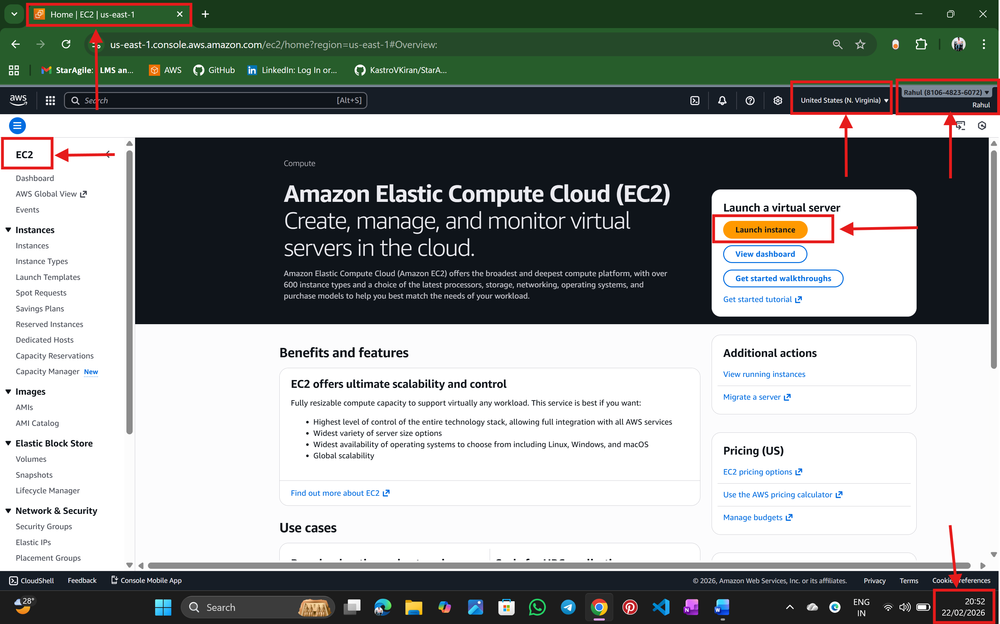 Home | EC2 | us-east-1
us-east-1.console.aws.amazon.com/ec2/home?region=us-east-1#Overview:
StarAgile: LMS an...
AWS
GitHub
LinkedIn: Log In or...
KastroVKiran/StarA...
aws
Search
[Alt+S]
United States (N. Virginia)
Rahul (8106-4823-6072)
Rahul
EC2
Dashboard
AWS Global View
Events
Instances
Instances
Instance Types
Launch Templates
Spot Requests
Savings Plans
Reserved Instances
Dedicated Hosts
Capacity Reservations
Capacity Manager New
Images
AMIs
AMI Catalog
Elastic Block Store
Volumes
Snapshots
Lifecycle Manager
Network & Security
Security Groups
Elastic IPs
Placement Groups
Compute
Amazon Elastic Compute Cloud (EC2)
Create, manage, and monitor virtual
servers in the cloud.
Amazon Elastic Compute Cloud (Amazon EC2) offers the broadest and deepest compute platform, with over
600 instance types and a choice of the latest processors, storage, networking, operating systems, and
purchase models to help you best match the needs of your workload.
Launch a virtual server
Launch instance
View dashboard
Get started walkthroughs
Get started tutorial
Benefits and features
EC2 offers ultimate scalability and control
Fully resizable compute capacity to support virtually any workload. This service is best if you want:
• Highest level of control of the entire technology stack, allowing full integration with all AWS services
• Widest variety of server size options
• Widest availability of operating systems to choose from including Linux, Windows, and macOS
• Global scalability
Find out more about EC2
Use cases
Additional actions
View running instances
Migrate a server
Pricing (US)
EC2 pricing options
Use the AWS pricing calculator
Manage budgets
CloudShell
Feedback
Console Mobile App
© 2026, Amazon Web Services, Inc. or its affiliates.
Privacy
Terms
Cookie preferences
28°
Search
ENG
IN
20:52
22/02/2026